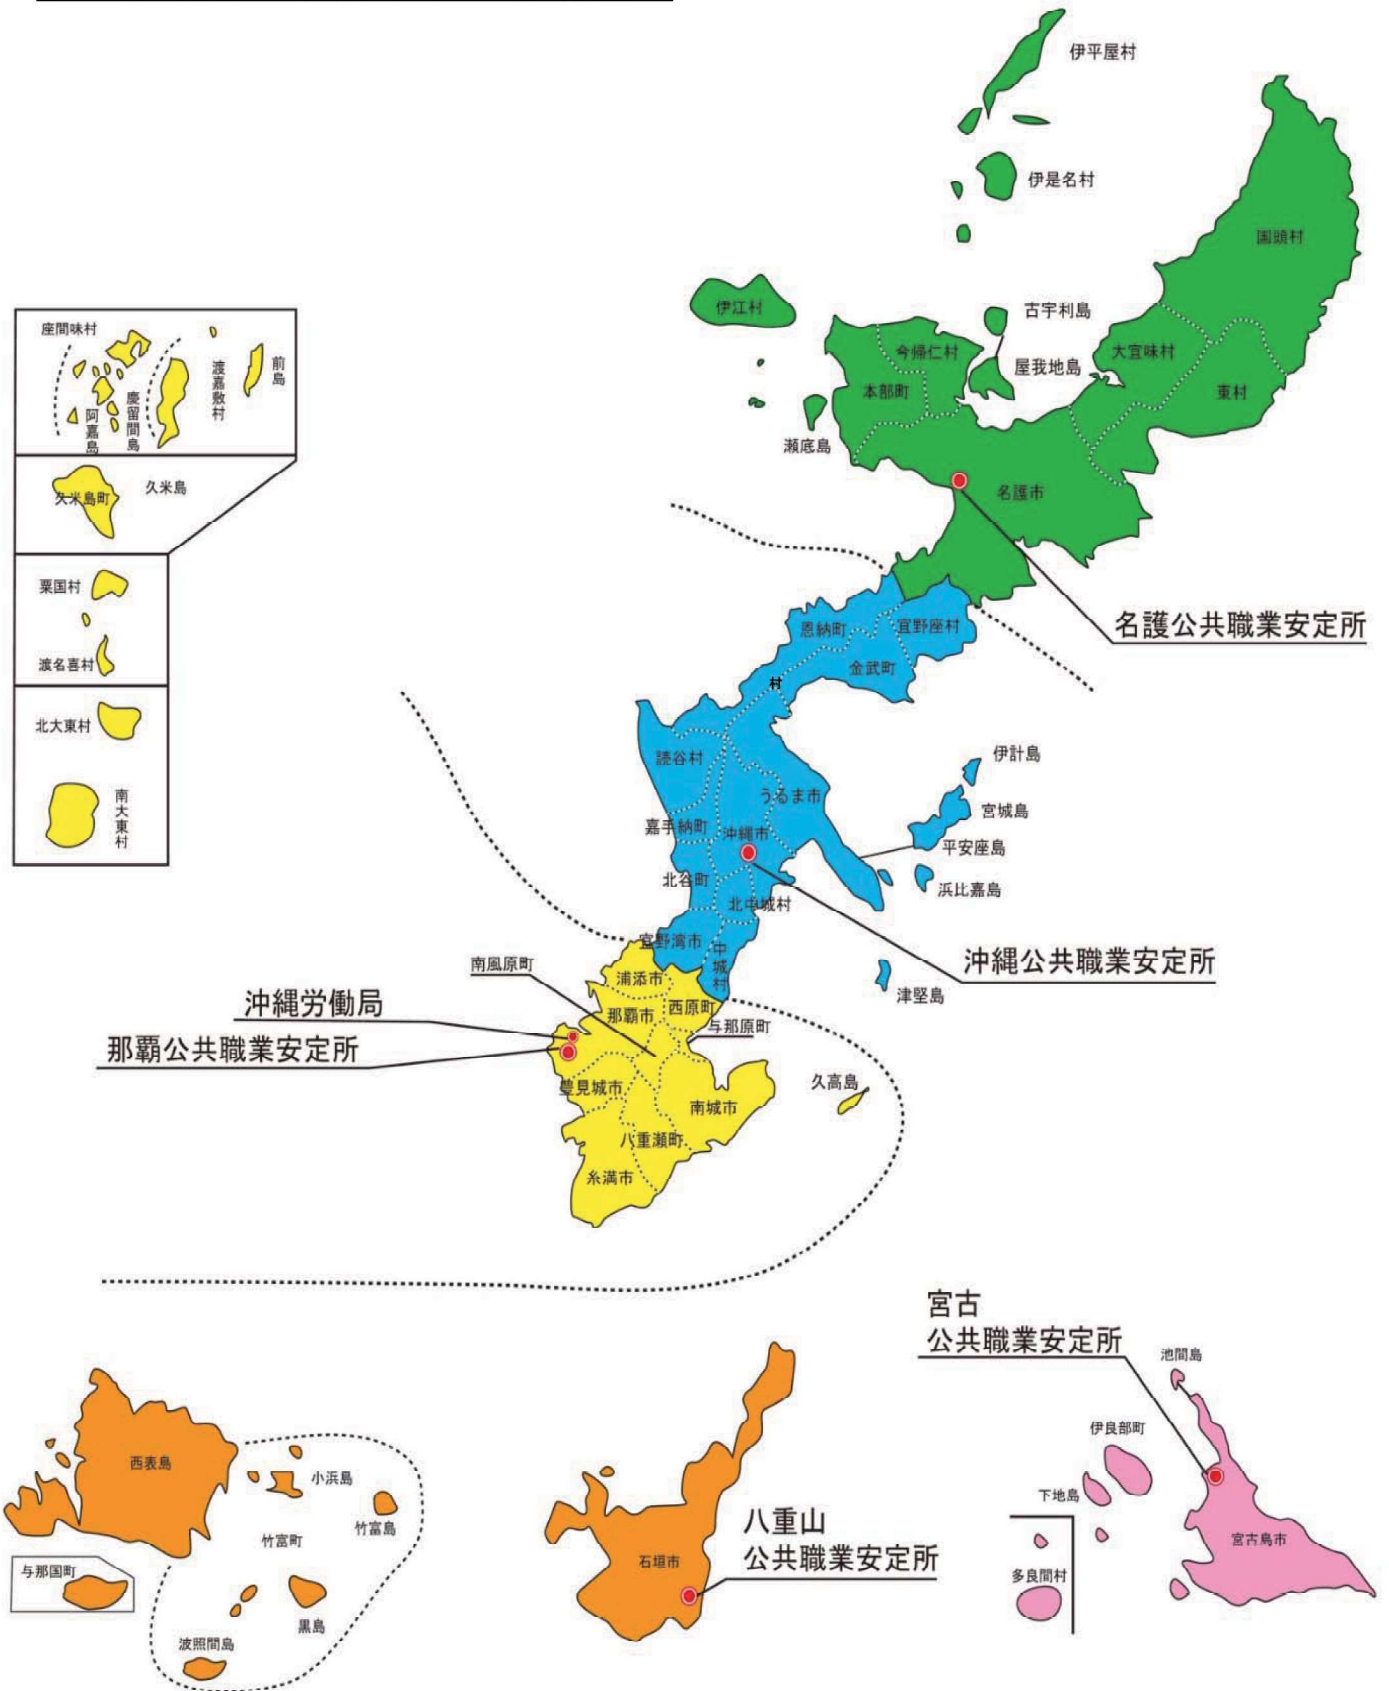 伊平屋村
伊是名村
国頭村
伊江村
古宇利島
今帰仁村
屋我地島
大宜味村
本部町
東村
瀬底島
名護市
名護公共職業安定所
座間味村
前島
渡嘉敷村
慶留間島
阿嘉島
久米島町
久米島
粟国村
渡名喜村
北大東村
南大東村
恩納町
宜野座村
金武町
村
読谷村
伊計島
うるま市
宮城島
嘉手納町
沖縄市
平安座島
北谷町
浜比嘉島
北中城村
宜野湾市
中城村
沖縄公共職業安定所
津堅島
南風原町
浦添市
沖縄労働局
那覇市
西原町
与那原町
那覇公共職業安定所
豊見城市
久高島
南城市
八重瀬町
糸満市
宮古
公共職業安定所
池間島
伊良部町
下地島
宮古島市
多良間村
西表島
小浜島
竹富島
竹富町
与那国町
黒島
波照間島
八重山
公共職業安定所
石垣市